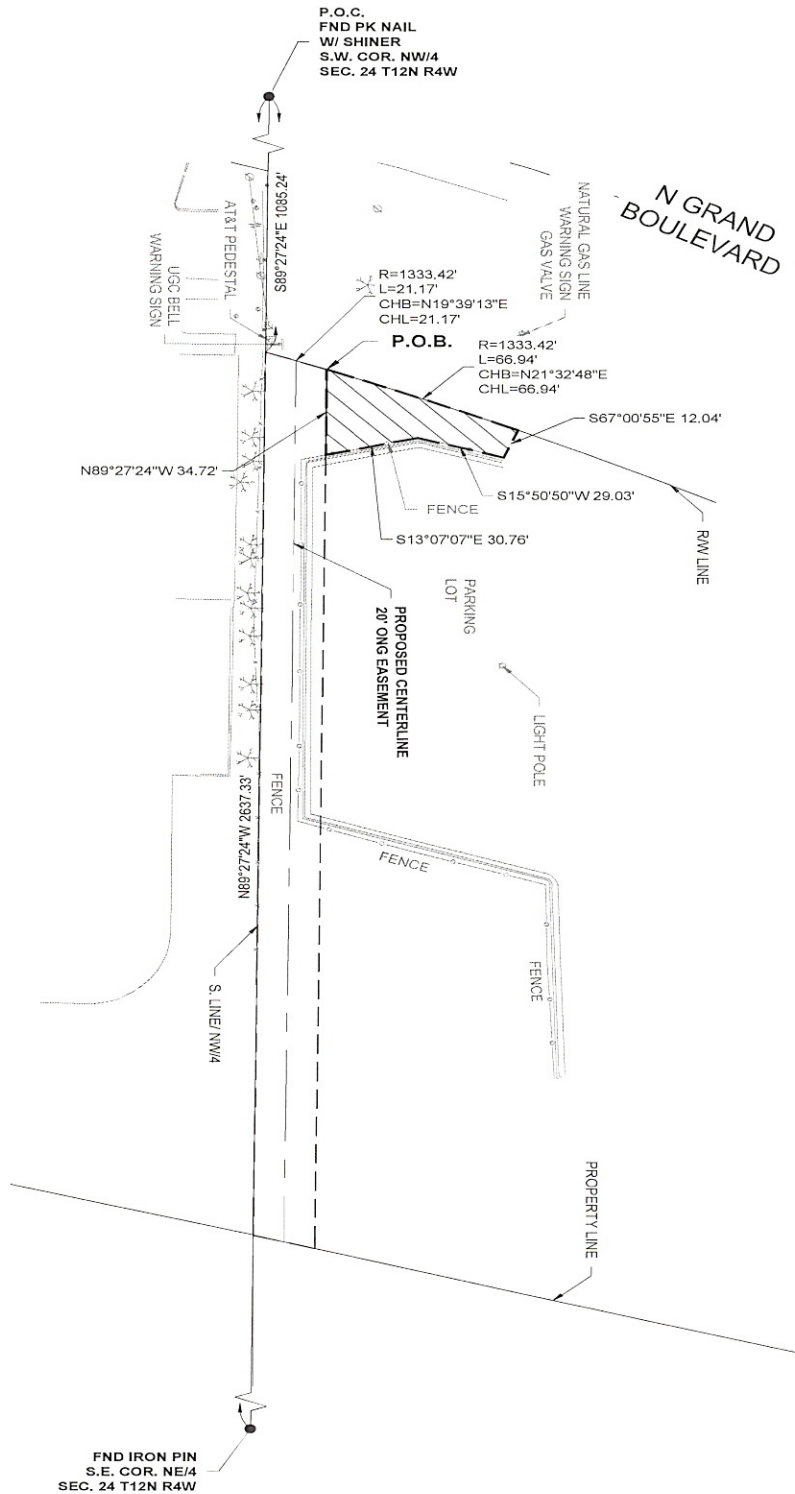 P.O.C.
FND PK NAIL
W/ SHINER
S.W. COR. NW/4
SEC. 24 T12N R4W
N GRAND
BOULEVARD
NATURAL GAS LINE
WARNING SIGN
GAS VALVE
S89°27'24"E 1085.24'
AT&T PEDESTAL
UGC BELL
WARNING SIGN
R=1333.42'
L=21.17'
CHB=N19°39'13"E
CHL=21.17'
P.O.B.
R=1333.42'
L=66.94'
CHB=N21°32'48"E
CHL=66.94'
S67°00'55"E 12.04'
N89°27'24"W 34.72'
S15°50'50"W 29.03'
FENCE
S13°07'07"E 30.76'
R/W LINE
PARKING
LOT
PROPOSED CENTERLINE
20' ONG EASEMENT
LIGHT POLE
FENCE
N89°27'24"W 2637.33'
FENCE
FENCE
S. LINE/ NW/4
PROPERTY LINE
FND IRON PIN
S.E. COR. NE/4
SEC. 24 T12N R4W